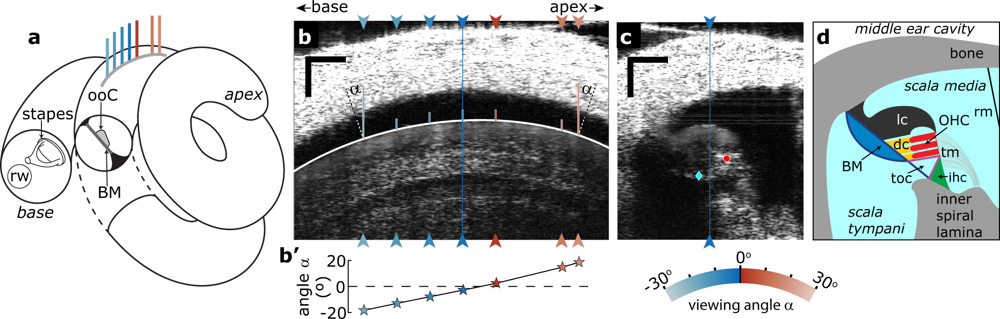 a
apex
ooC
stapes
rw
BM
base
←base
apex→
b
α
α
c
d
middle ear cavity
bone
scala media
rm
lc
OHC
dc
tm
BM
toc
ihc
scala
tympani
inner
spiral
lamina
b′
angle α
(°)
20
0
-20
-30°
0°
30°
viewing angle α